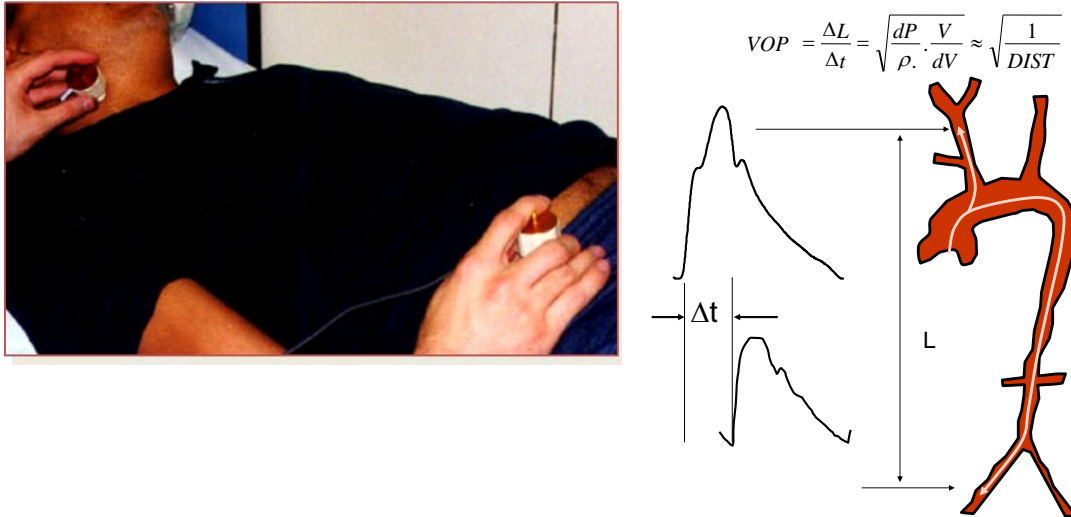 VOP = ΔL/Δt = √(dP/ρ. . V/dV) ≈ √(1/DIST)
Δt
L